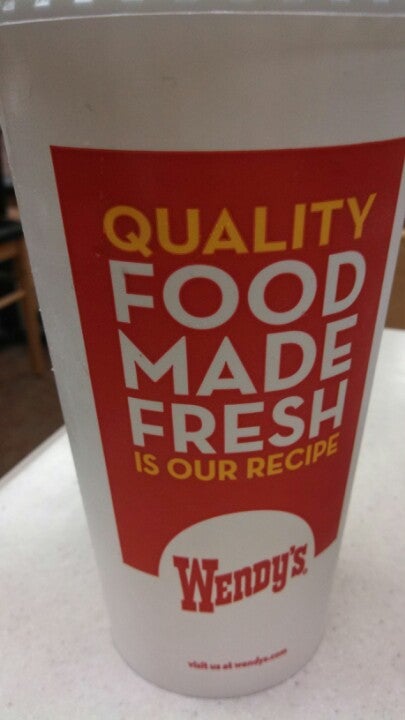 QUALITY
FOOD
MADE
FRESH
IS OUR RECIPE
WENDY'S
visit us at wendys.com